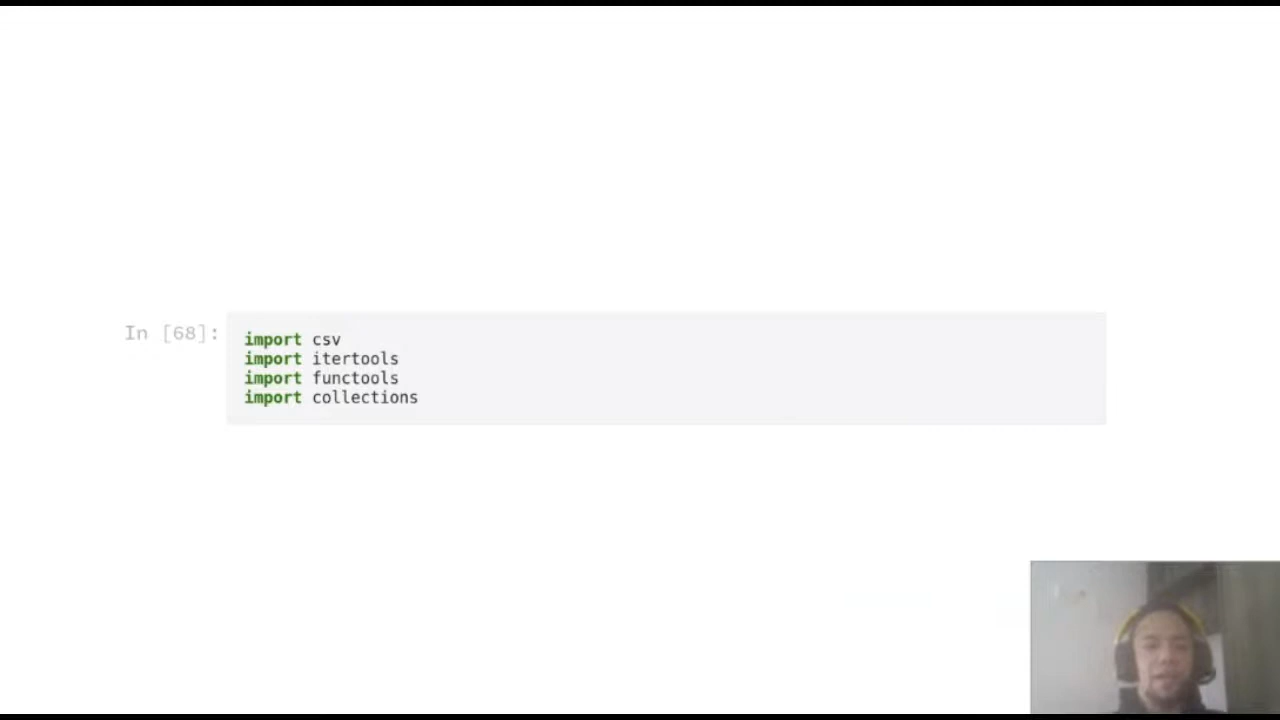 In [68]:
import csv
import itertools
import functools
import collections